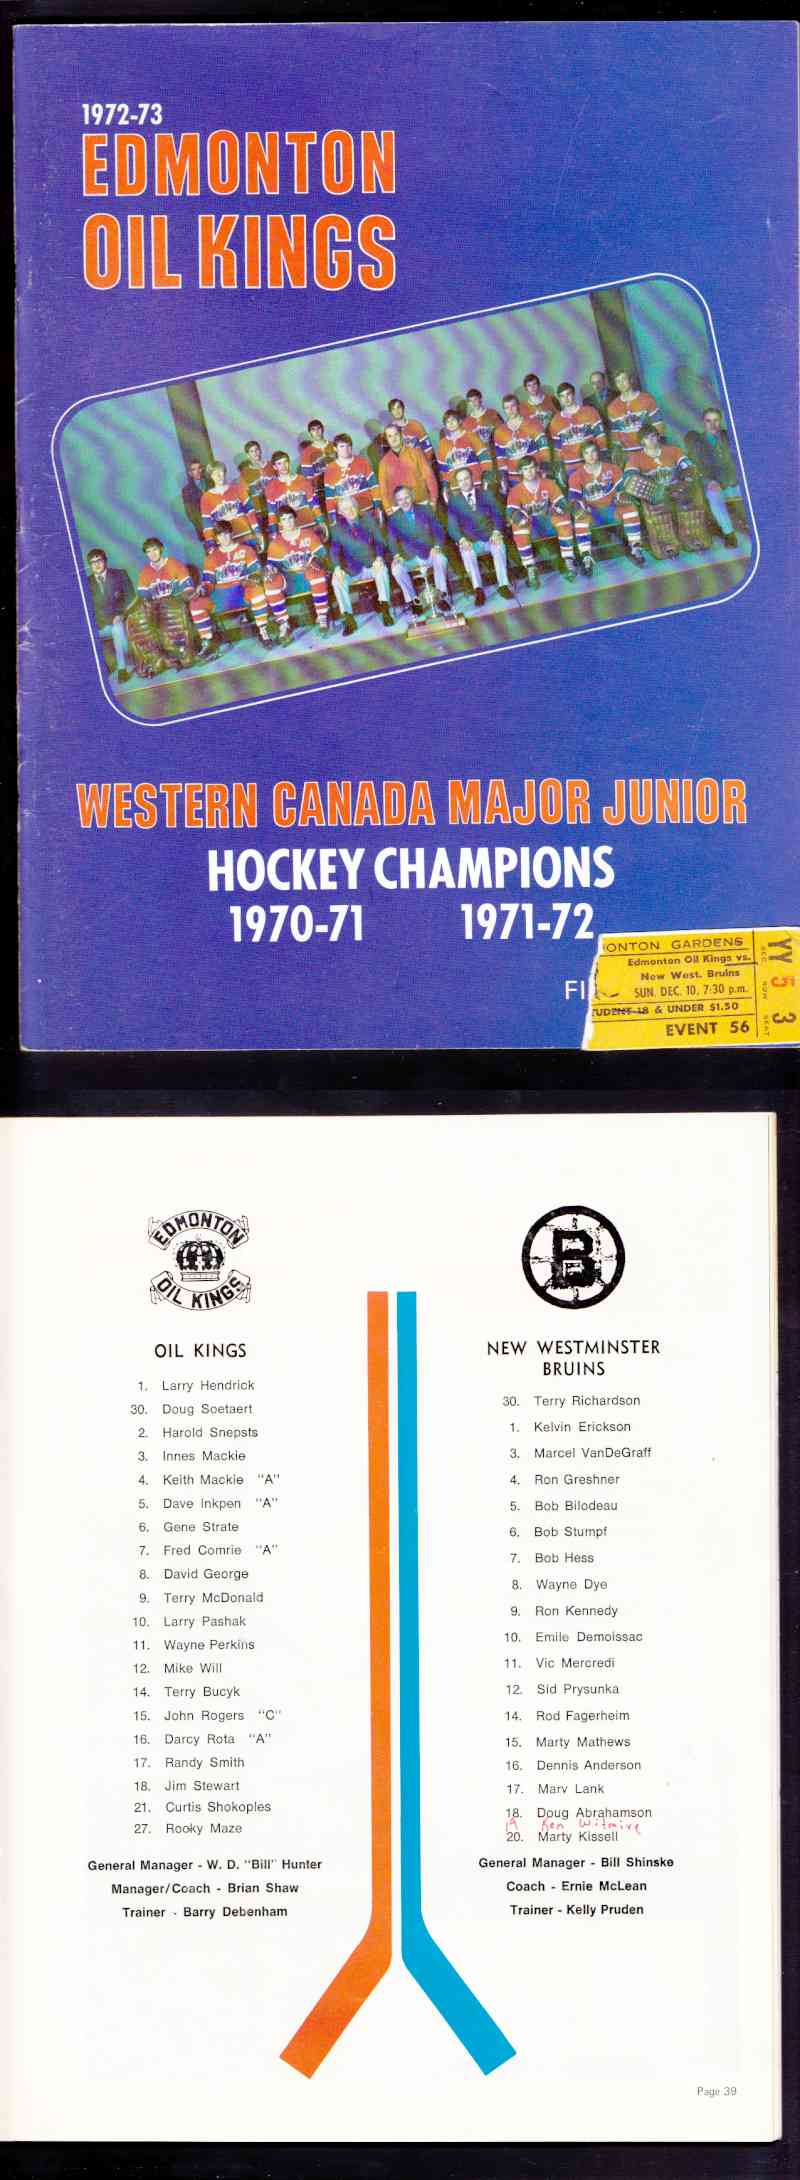 1972-73
EDMONTON
OIL KINGS
WESTERN CANADA MAJOR JUNIOR
HOCKEY CHAMPIONS
1970-71 1971-72
ONTON GARDENS
Edmonton Oil Kings vs.
New West. Bruins
SUN. DEC. 10, 7:30 p.m.
TUDENT 18 & UNDER $1.50
EVENT 56
SEC. ROW SEAT
YY 5 3
FI
EDMONTON
OIL KINGS
B
OIL KINGS
1. Larry Hendrick
30. Doug Soetaert
2. Harold Snepsts
3. Innes Mackie
4. Keith Mackie "A"
5. Dave Inkpen "A"
6. Gene Strate
7. Fred Comrie "A"
8. David George
9. Terry McDonald
10. Larry Pashak
11. Wayne Perkins
12. Mike Will
14. Terry Bucyk
15. John Rogers "C"
16. Darcy Rota "A"
17. Randy Smith
18. Jim Stewart
21. Curtis Shokoples
27. Rocky Maze
General Manager - W. D. "Bill" Hunter
Manager/Coach - Brian Shaw
Trainer - Barry Debenham
NEW WESTMINSTER
BRUINS
30. Terry Richardson
1. Kelvin Erickson
3. Marcel VanDeGraff
4. Ron Greshner
5. Bob Bilodeau
6. Bob Stumpf
7. Bob Hess
8. Wayne Dye
9. Ron Kennedy
10. Emile Demoissac
11. Vic Mercredi
12. Sid Prysunka
14. Rod Fagerheim
15. Marty Mathews
16. Dennis Anderson
17. Marv Lank
18. Doug Abrahamson
19 Ken Witmire
20. Marty Kissell
General Manager - Bill Shinske
Coach - Ernie McLean
Trainer - Kelly Pruden
Page 39